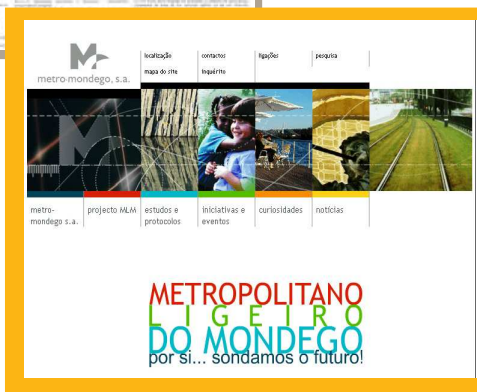 localização contactos ligações pesquisa
mapa do site inquérito
metro-mondego, s.a.
metro-mondego s.a.
projecto MLM
estudos e protocolos
iniciativas e eventos
curiosidades
notícias
METROPOLITANO
LIGEIRO
DO MONDEGO
por si... sondamos o futuro!